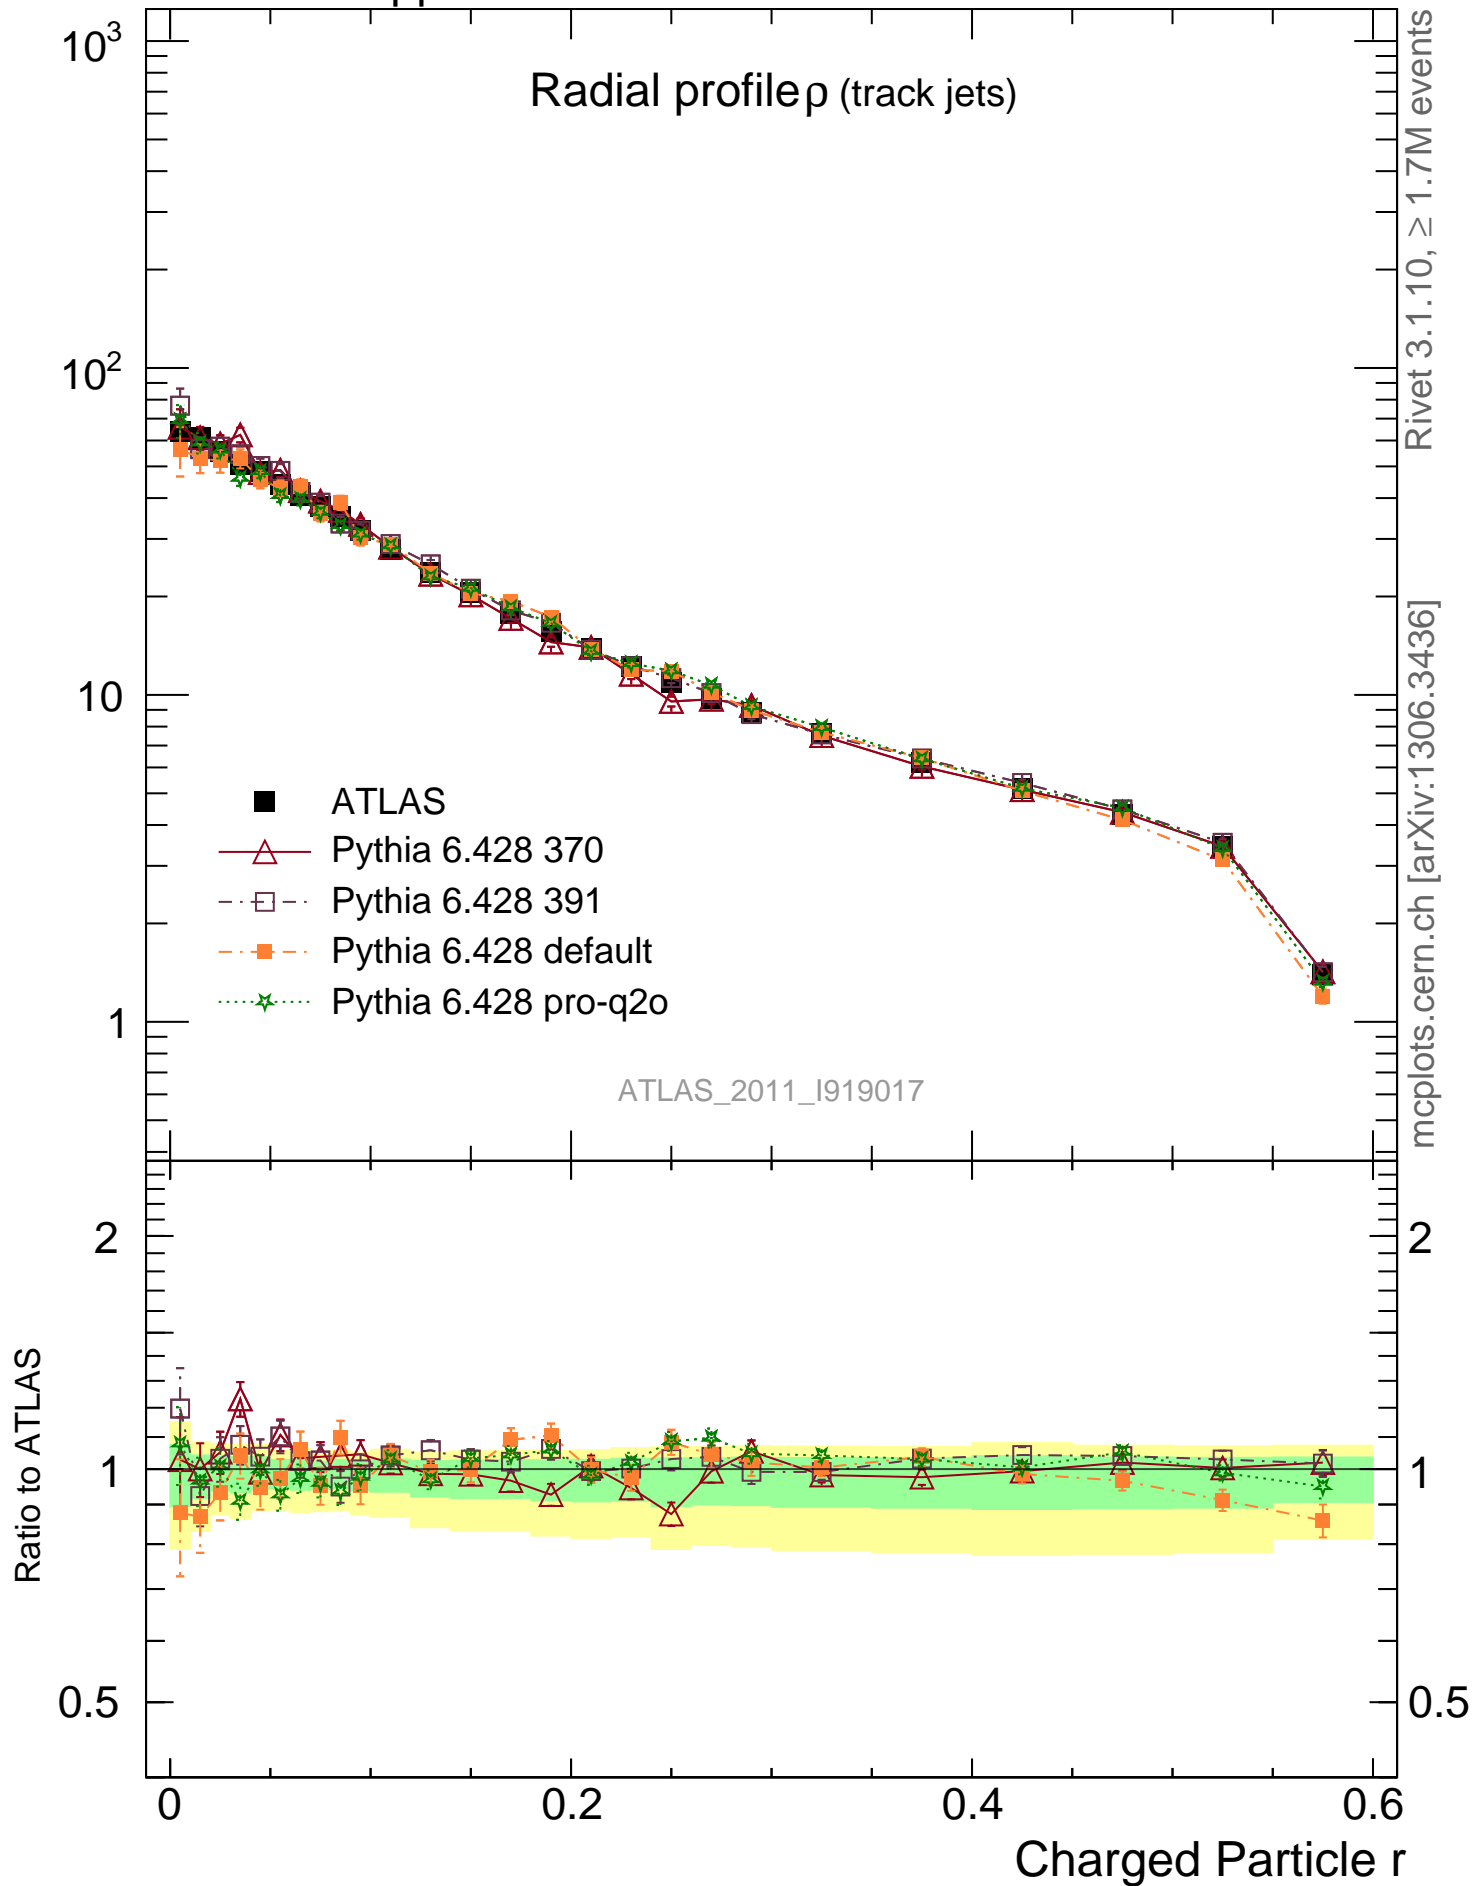 Radial profile ρ (track jets)
10³
10²
10
1
ATLAS
Pythia 6.428 370
Pythia 6.428 391
Pythia 6.428 default
Pythia 6.428 pro-q2o
ATLAS_2011_I919017
Rivet 3.1.10, ≥ 1.7M events
mcplots.cern.ch [arXiv:1306.3436]
Ratio to ATLAS
2
1
0.5
2
1
0.5
0 0.2 0.4 0.6
Charged Particle r